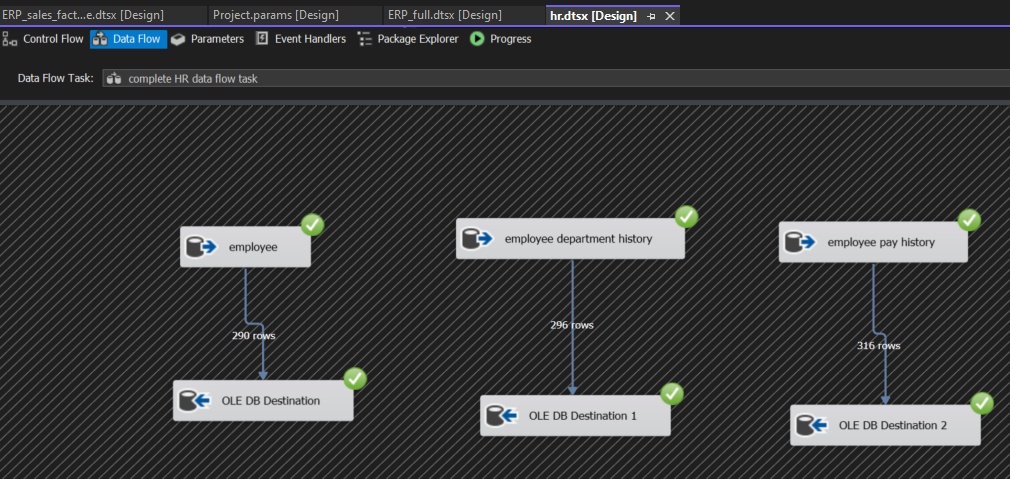 ERP_sales_fact...e.dtsx [Design]
Project.params [Design]
ERP_full.dtsx [Design]
hr.dtsx [Design]
Control Flow
Data Flow
Parameters
Event Handlers
Package Explorer
Progress
Data Flow Task:
complete HR data flow task
employee
employee department history
employee pay history
290 rows
296 rows
316 rows
OLE DB Destination
OLE DB Destination 1
OLE DB Destination 2